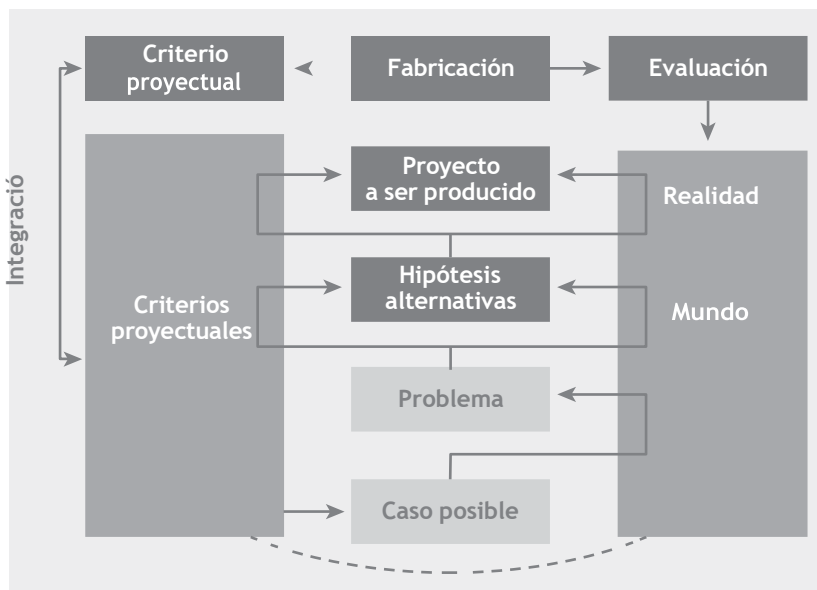 Criterio
proyectual
Fabricación
Evaluación
Proyecto
a ser producido
Realidad
Integració
Hipótesis
alternativas
Criterios
proyectuales
Mundo
Problema
Caso posible